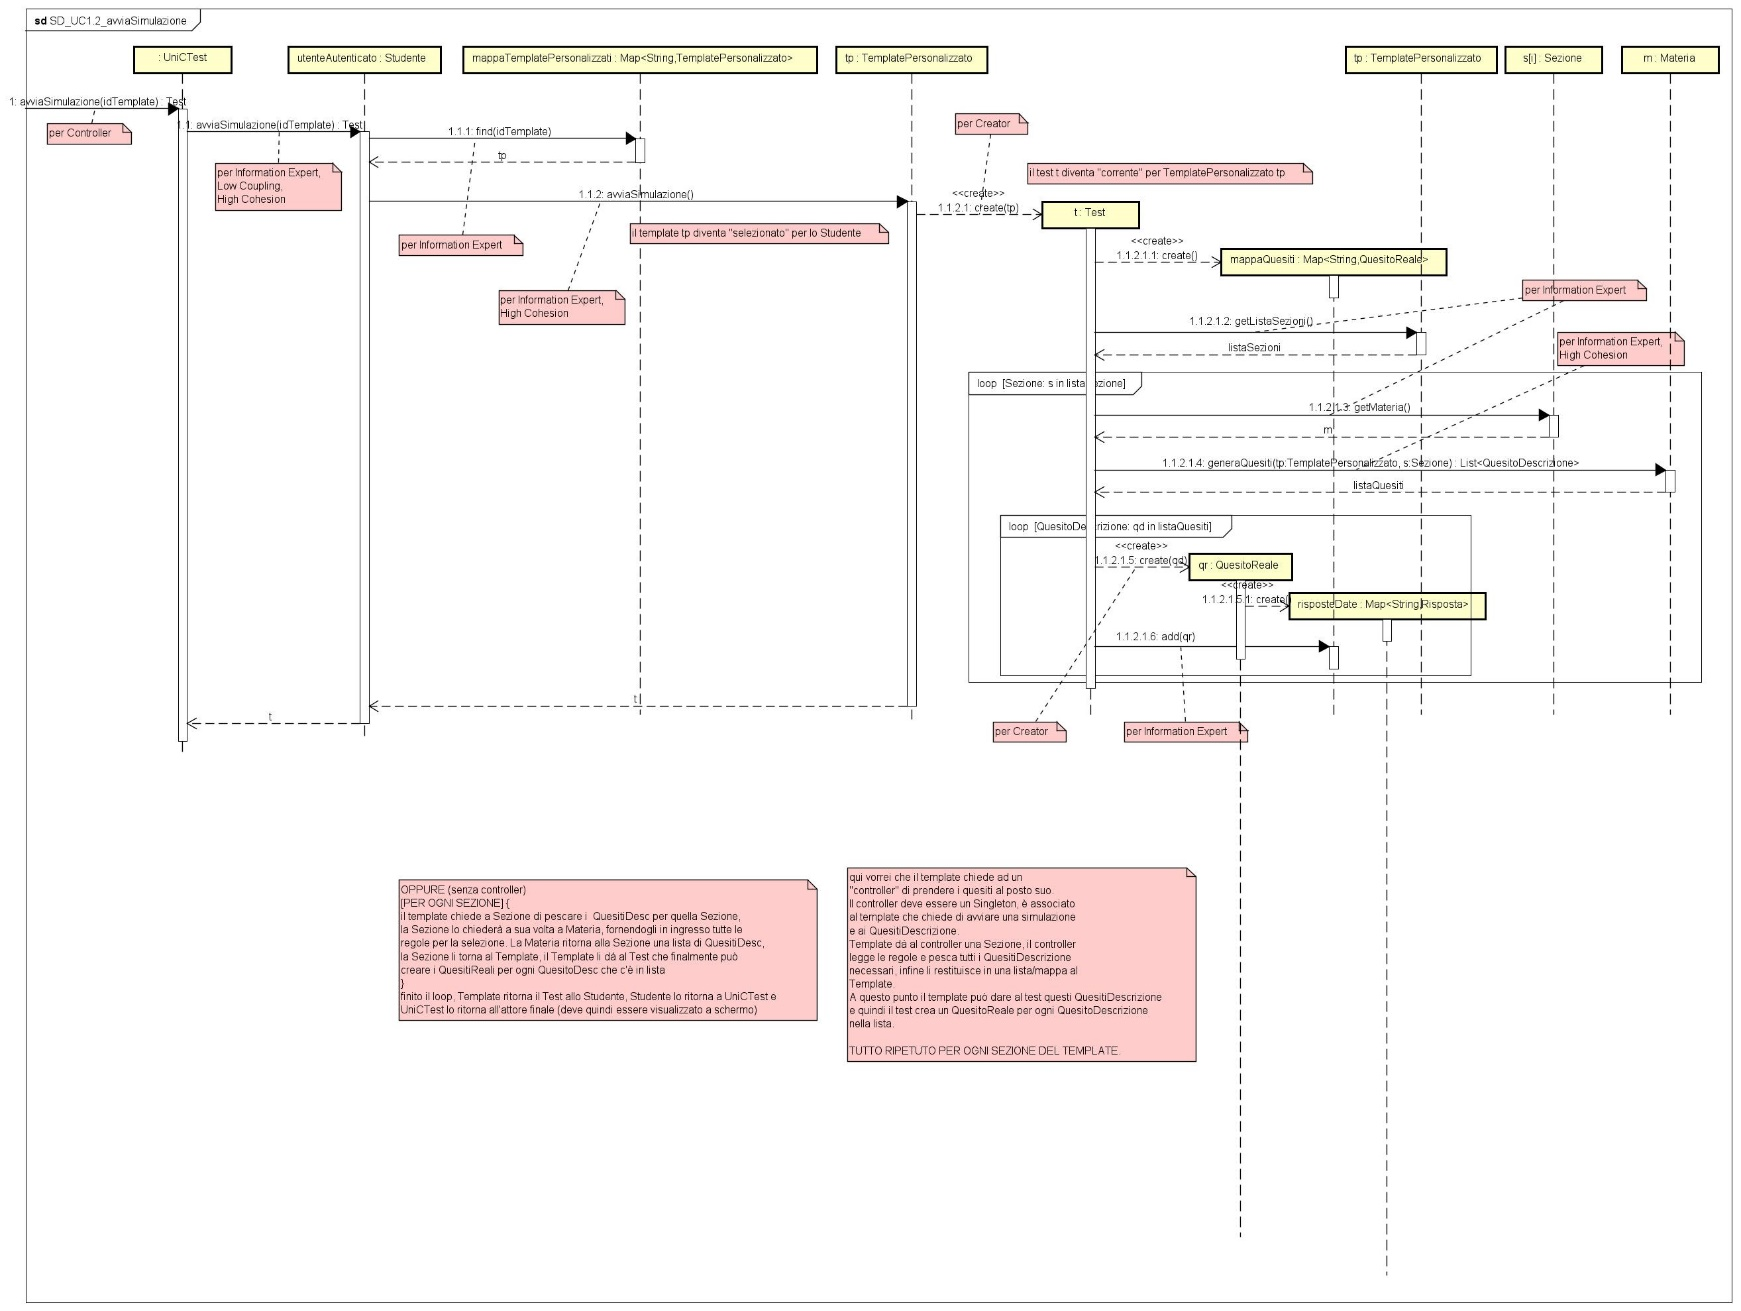 sd SD_UC1.2_avviaSimulazione
: UniCTest
utenteAutenticato : Studente
mappaTemplatePersonalizzati : Map<String,TemplatePersonalizzato>
tp : TemplatePersonalizzato
tp : TemplatePersonalizzato
s[i] : Sezione
m : Materia
1: avviaSimulazione(idTemplate) : Test
per Controller
1.1: avviaSimulazione(idTemplate) : Test
1.1.1: find(idTemplate)
tp
per Information Expert,
Low Coupling,
High Cohesion
per Creator
il test t diventa "corrente" per TemplatePersonalizzato tp
1.1.2: avviaSimulazione()
<<create>>
1.1.2.1: create(tp)
t : Test
per Information Expert
il template tp diventa "selezionato" per lo Studente
<<create>>
1.1.2.1.1: create()
mappaQuesiti : Map<String,QuesitoReale>
per Information Expert,
High Cohesion
per Information Expert
1.1.2.1.2: getListaSezioni()
listaSezioni
per Information Expert,
High Cohesion
loop [Sezione: s in listaSezione]
1.1.2.1.3: getMateria()
m
1.1.2.1.4: generaQuesiti(tp:TemplatePersonalizzato, s:Sezione) : List<QuesitoDescrizione>
listaQuesiti
loop [QuesitoDescrizione: qd in listaQuesiti]
<<create>>
1.1.2.1.5: create(qd)
qr : QuesitoReale
<<create>>
1.1.2.1.5.1: create()
risposteDate : Map<String,Risposta>
1.1.2.1.6: add(qr)
t
t
per Creator
per Information Expert
OPPURE (senza controller)
[PER OGNI SEZIONE] {
il template chiede a Sezione di pescare i QuesitiDesc per quella Sezione,
la Sezione lo chiederà a sua volta a Materia, fornendogli in ingresso tutte le
regole per la selezione. La Materia ritorna alla Sezione una lista di QuesitiDesc,
la Sezione li torna al Template, il Template li dà al Test che finalmente può
creare i QuesitiReali per ogni QuesitoDesc che c'è in lista
}
finito il loop, Template ritorna il Test allo Studente, Studente lo ritorna a UniCTest e
UniCTest lo ritorna all'attore finale (deve quindi essere visualizzato a schermo)
qui vorrei che il template chiede ad un
"controller" di prendere i quesiti al posto suo.
Il controller deve essere un Singleton, è associato
al template che chiede di avviare una simulazione
e ai QuesitiDescrizione.
Template dà al controller una Sezione, il controller
legge le regole e pesca tutti i QuesitiDescrizione
necessari, infine li restituisce in una lista/mappa al
Template.
A questo punto il template può dare al test questi QuesitiDescrizione
e quindi il test crea un QuesitoReale per ogni QuesitoDescrizione
nella lista.
TUTTO RIPETUTO PER OGNI SEZIONE DEL TEMPLATE.